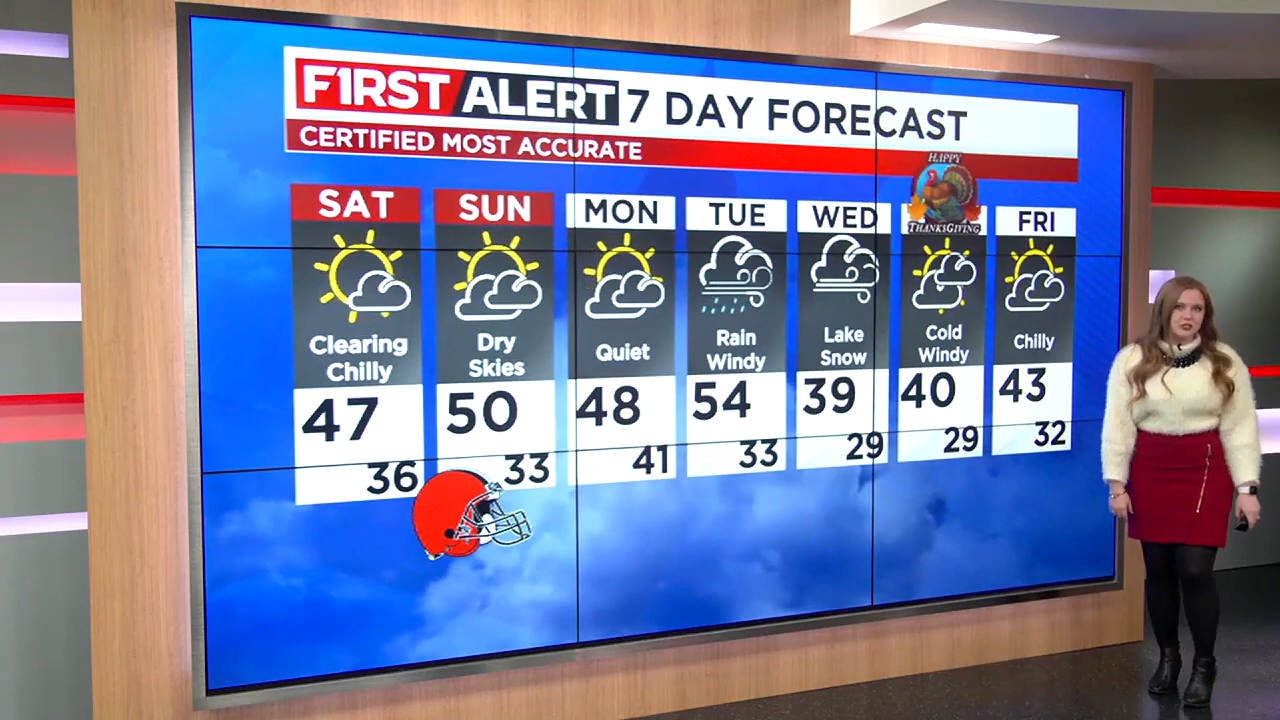 FIRST ALERT 7 DAY FORECAST
CERTIFIED MOST ACCURATE
SAT
Clearing
Chilly
47
36
SUN
Dry
Skies
50
33
MON
Quiet
48
41
TUE
Rain
Windy
54
33
WED
Lake
Snow
39
29
HAPPY
THANKSGIVING
Cold
Windy
40
29
FRI
Chilly
43
32